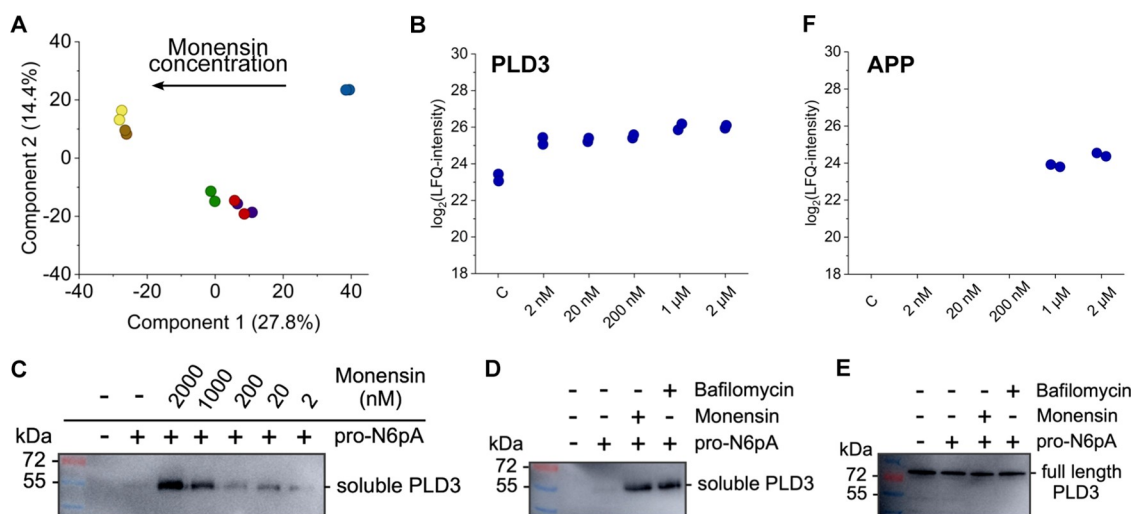 A
Monensin
concentration
Component 2 (14.4%)
40
20
0
-20
-40
-40
-20
0
20
40
Component 1 (27.8%)
B
PLD3
log2(LFQ-intensity)
30
28
26
24
22
20
18
C
2 nM
20 nM
200 nM
1 µM
2 µM
F
APP
log2(LFQ-intensity)
30
28
26
24
22
20
18
C
2 nM
20 nM
200 nM
1 µM
2 µM
C
- - 2000 1000 200 20 2 Monensin
(nM)
kDa - + + + + + + pro-N6pA
72
55 - soluble PLD3
D
- - - + Bafilomycin
- - + - Monensin
kDa - + + + pro-N6pA
72
55 - soluble PLD3
E
- - - + Bafilomycin
- - + - Monensin
kDa - + + + pro-N6pA
72 - full length
55 PLD3